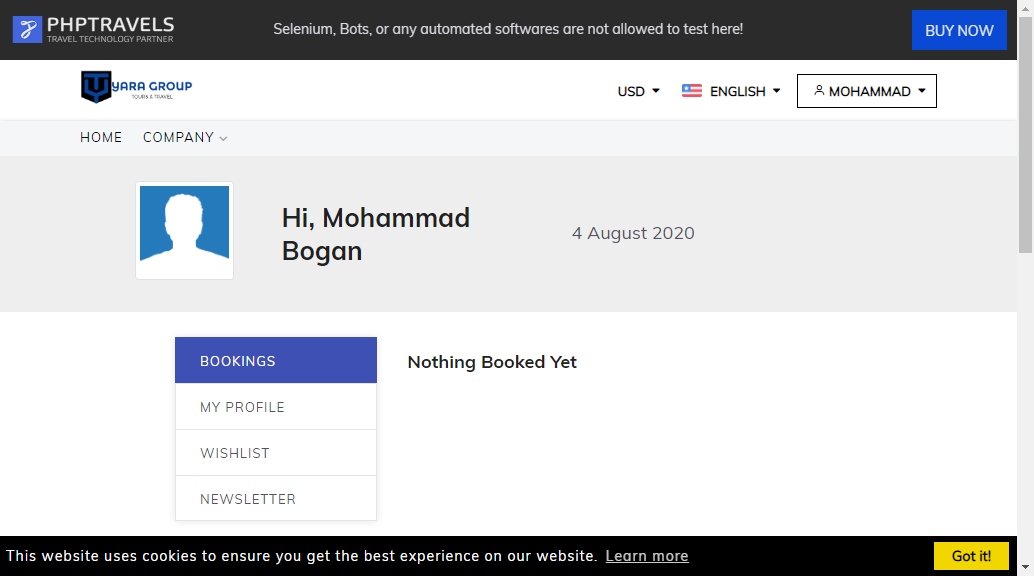 PHPTRAVELS
TRAVEL TECHNOLOGY PARTNER
Selenium, Bots, or any automated softwares are not allowed to test here!
BUY NOW
YARA GROUP
TOURS & TRAVEL
USD
ENGLISH
MOHAMMAD
HOME
COMPANY
Hi, Mohammad
Bogan
4 August 2020
BOOKINGS
Nothing Booked Yet
MY PROFILE
WISHLIST
NEWSLETTER
This website uses cookies to ensure you get the best experience on our website. Learn more
Got it!